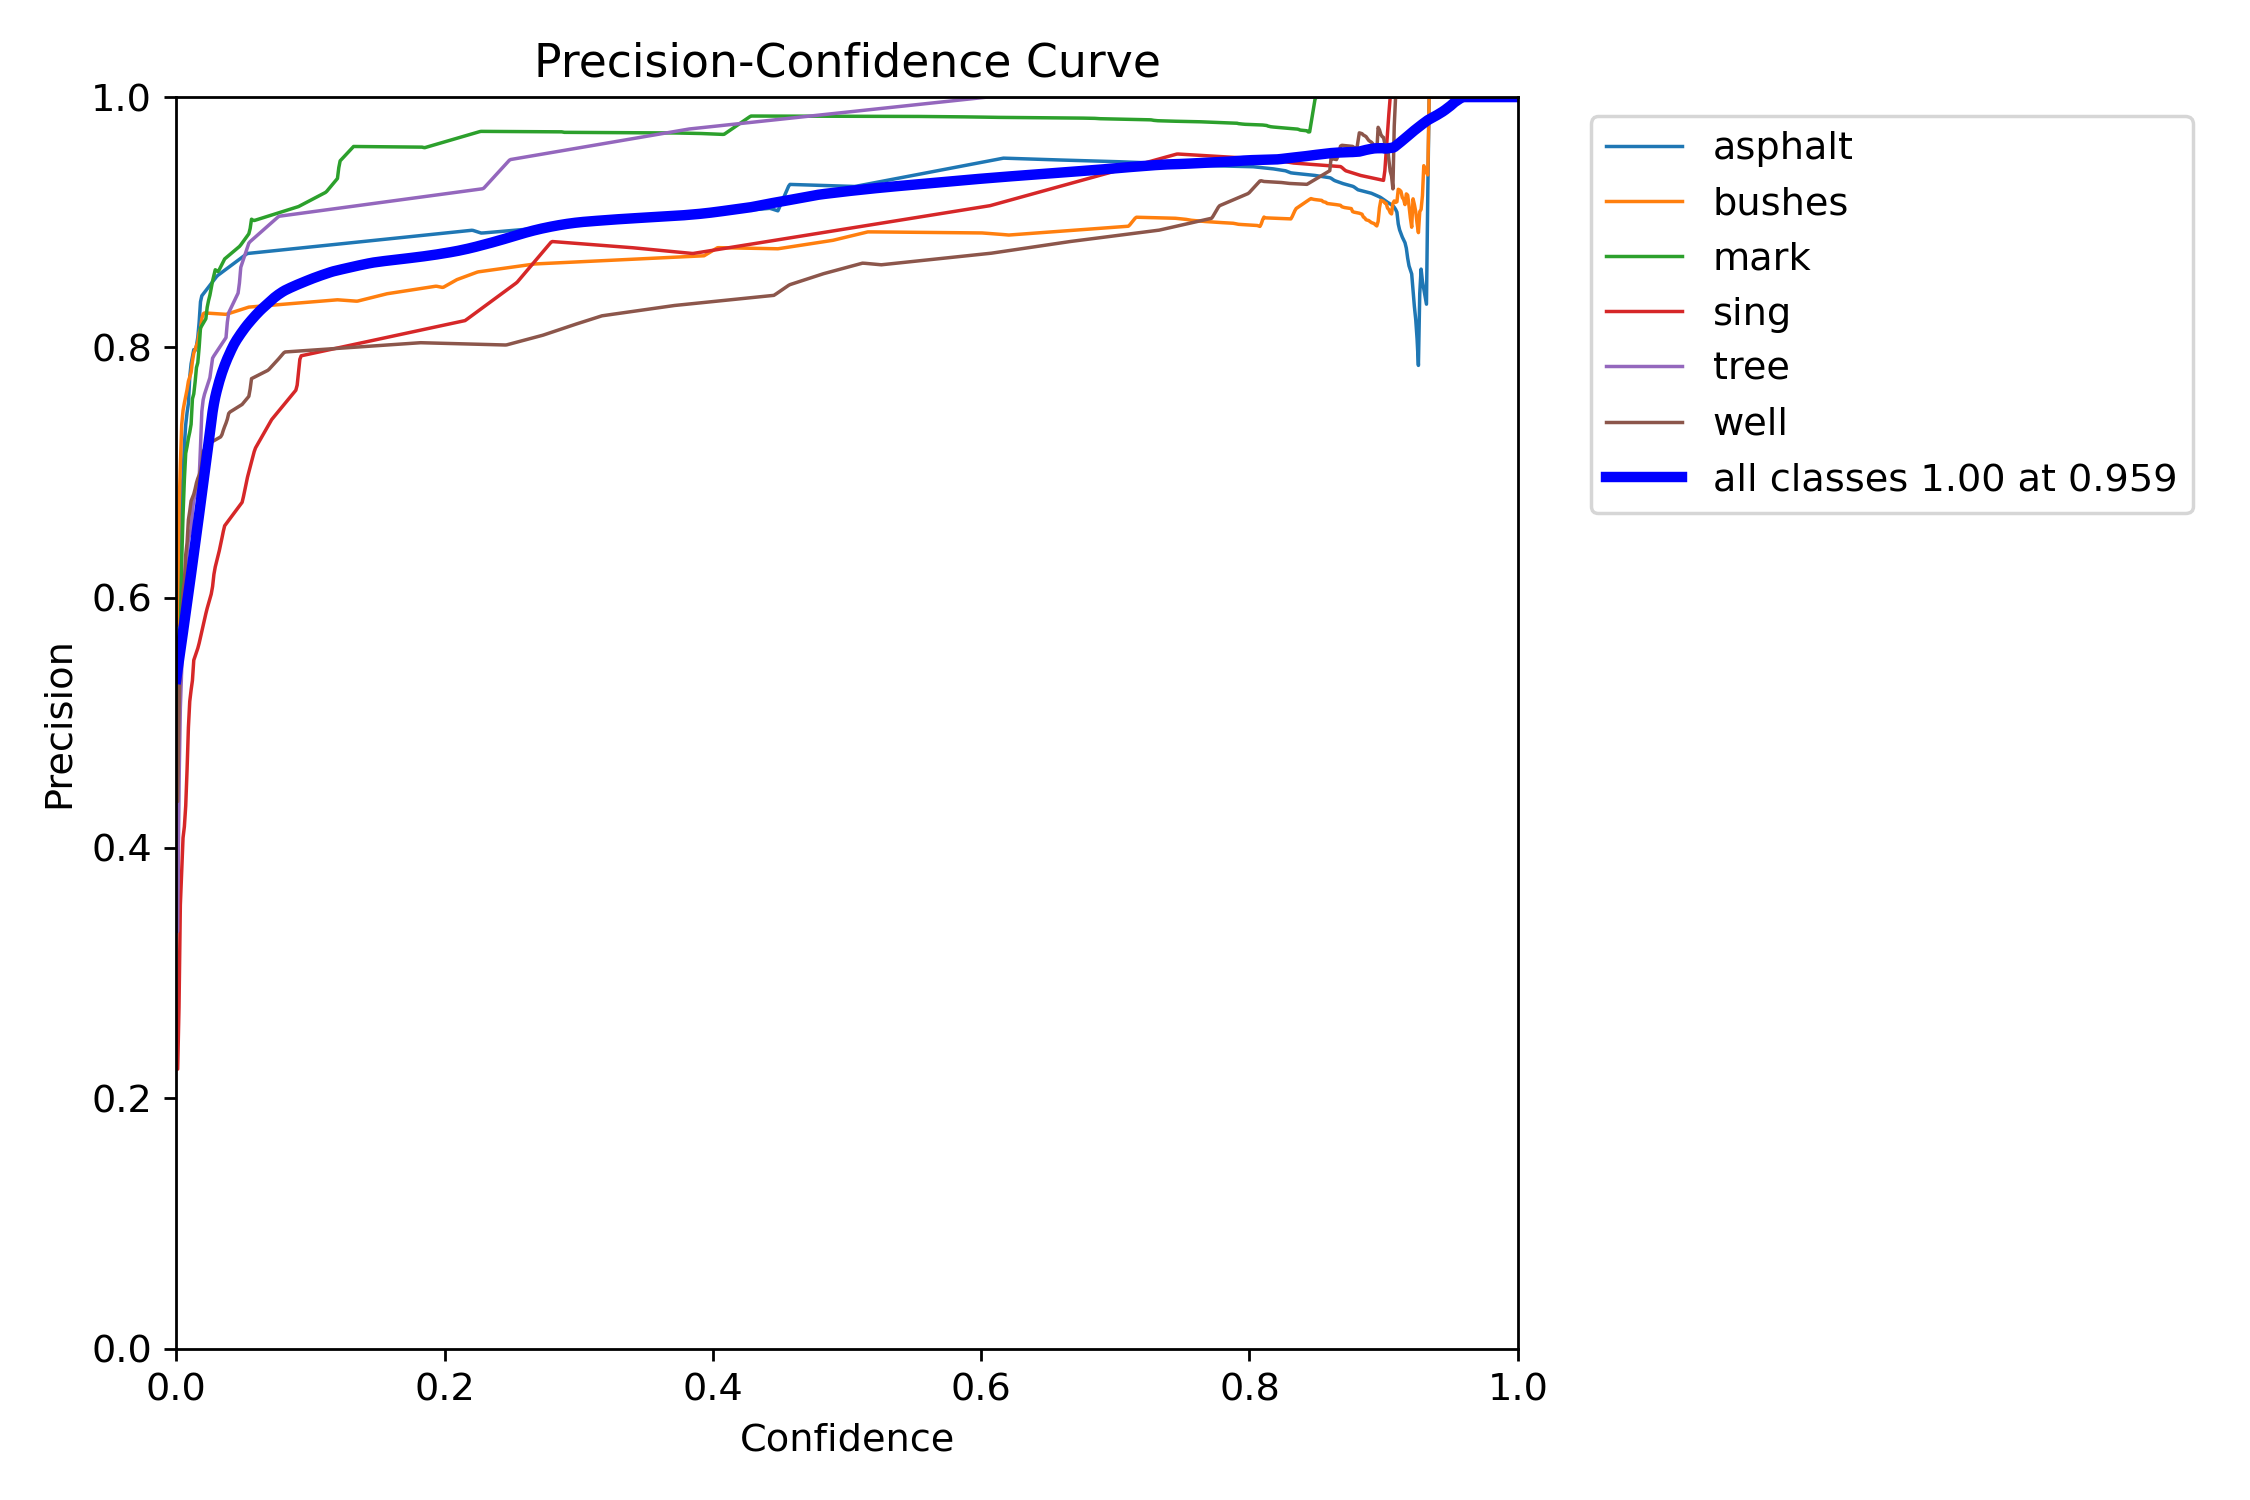 Precision-Confidence Curve
1.0
0.8
0.6
0.4
0.2
0.0
Precision
0.0 0.2 0.4 0.6 0.8 1.0
Confidence
asphalt
bushes
mark
sing
tree
well
all classes 1.00 at 0.959